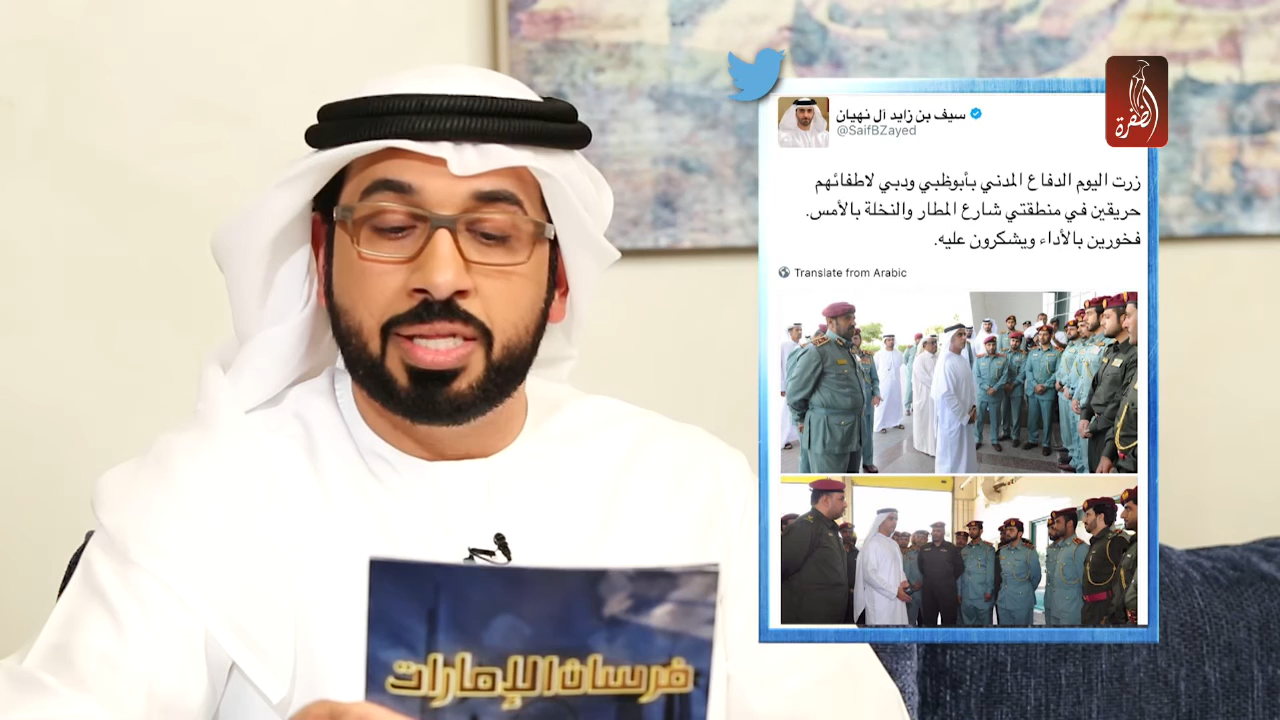 الظفرة
سيف بن زايد آل نهيان
@SaifBZayed
زرت اليوم الدفاع المدني بأبوظبي ودبي لاطفائهم
حريقين في منطقتي شارع المطار والنخلة بالأمس.
فخورين بالأداء ويشكرون عليه.
Translate from Arabic
فرسان الإمارات